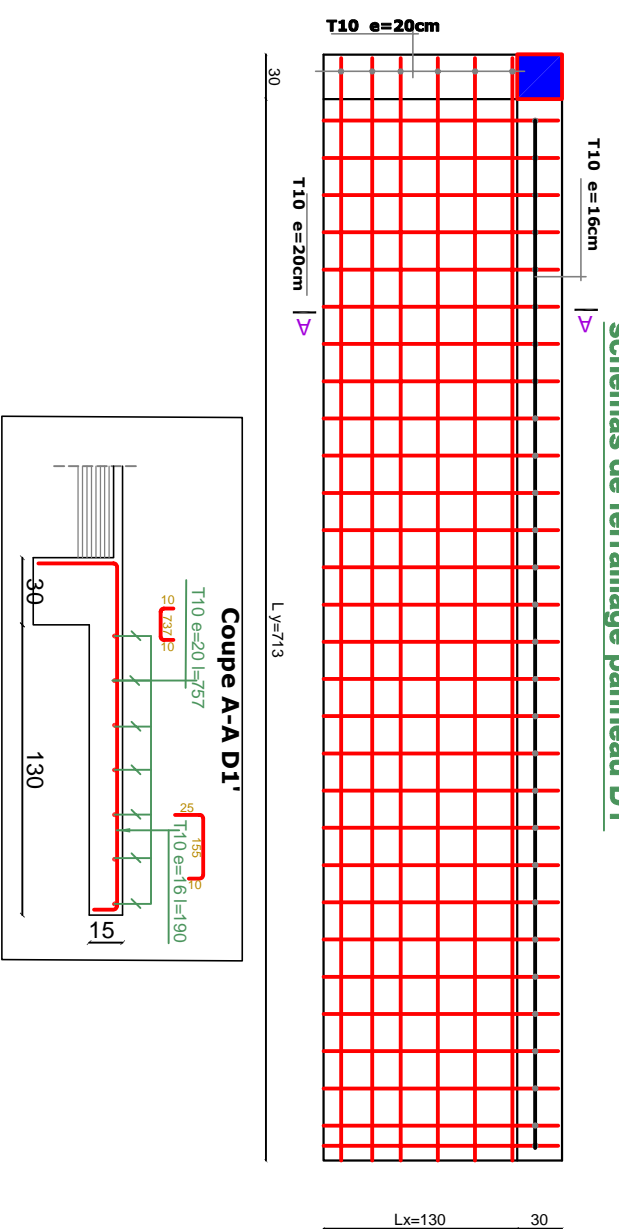 T10 e=20cm
30
T10 e=16cm
T10 e=20cm
A
A
schémas de ferraillage panneau D1'
L y=713
Coupe A-A D1'
T10 e=20 l=757
10
737
10
25
155
10
T10 e=16 l=190
30
130
15
Lx=130
30